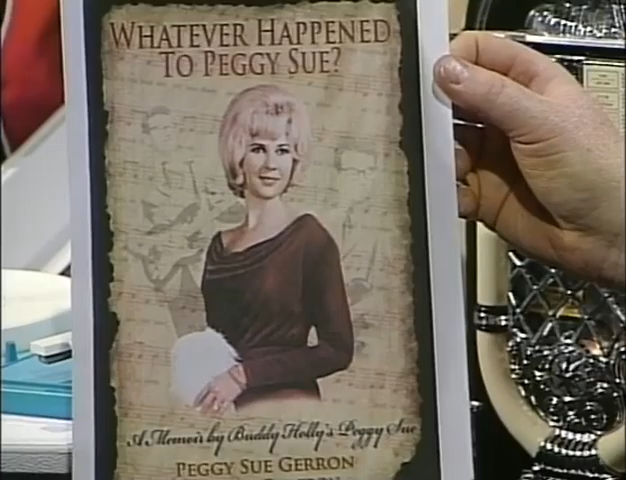 WHATEVER HAPPENED
TO PEGGY SUE?
A Memoir by Buddy Holly's Peggy Sue
PEGGY SUE GERRON